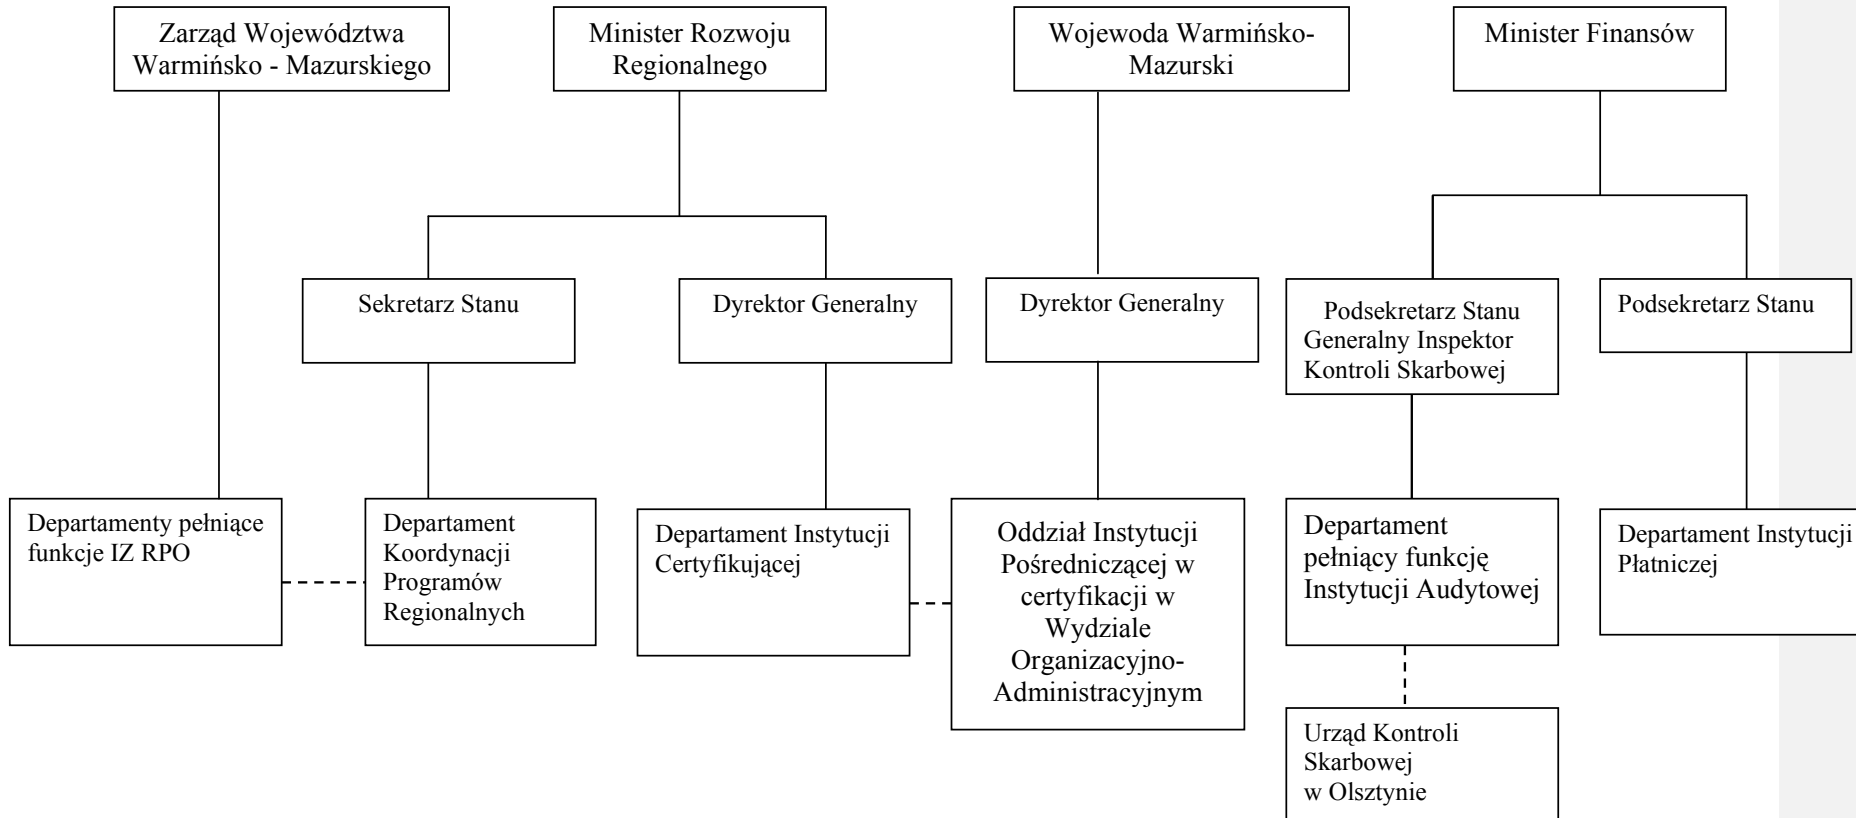 Zarząd Województwa
Warmińsko - Mazurskiego
Minister Rozwoju
Regionalnego
Wojewoda Warmińsko-
Mazurski
Minister Finansów
Sekretarz Stanu
Dyrektor Generalny
Dyrektor Generalny
Podsekretarz Stanu
Generalny Inspektor
Kontroli Skarbowej
Podsekretarz Stanu
Departamenty pełniące
funkcje IZ RPO
Departament
Koordynacji
Programów
Regionalnych
Departament Instytucji
Certyfikującej
Oddział Instytucji
Pośredniczącej w
certyfikacji w
Wydziale
Organizacyjno-
Administracyjnym
Departament
pełniący funkcję
Instytucji Audytowej
Departament Instytucji
Płatniczej
Urząd Kontroli
Skarbowej
w Olsztynie